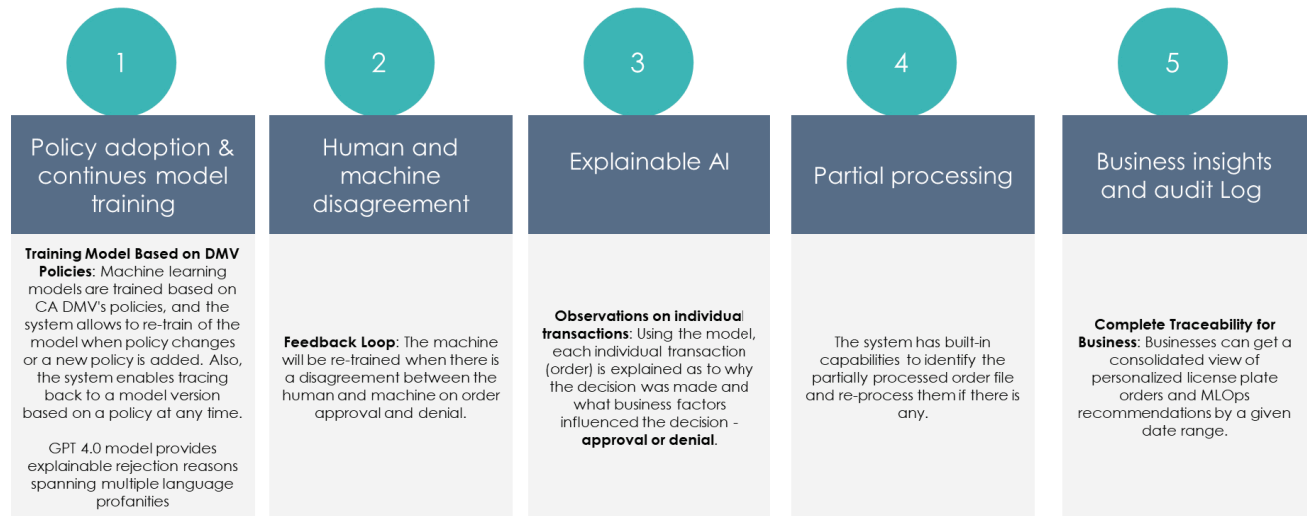 1
Policy adoption &
continues model
training
Training Model Based on DMV
Policies: Machine learning
models are trained based on
CA DMV's policies, and the
system allows to re-train of the
model when policy changes
or a new policy is added. Also,
the system enables tracing
back to a model version
based on a policy at any time.
GPT 4.0 model provides
explainable rejection reasons
spanning multiple language
profanities
2
Human and
machine
disagreement
Feedback Loop: The machine
will be re-trained when there is
a disagreement between the
human and machine on order
approval and denial.
3
Explainable AI
Observations on individual
transactions: Using the model,
each individual transaction
(order) is explained as to why
the decision was made and
what business factors
influenced the decision -
approval or denial.
4
Partial processing
The system has built-in
capabilities to identify the
partially processed order file
and re-process them if there is
any.
5
Business insights
and audit Log
Complete Traceability for
Business: Businesses can get a
consolidated view of
personalized license plate
orders and MLOps
recommendations by a given
date range.